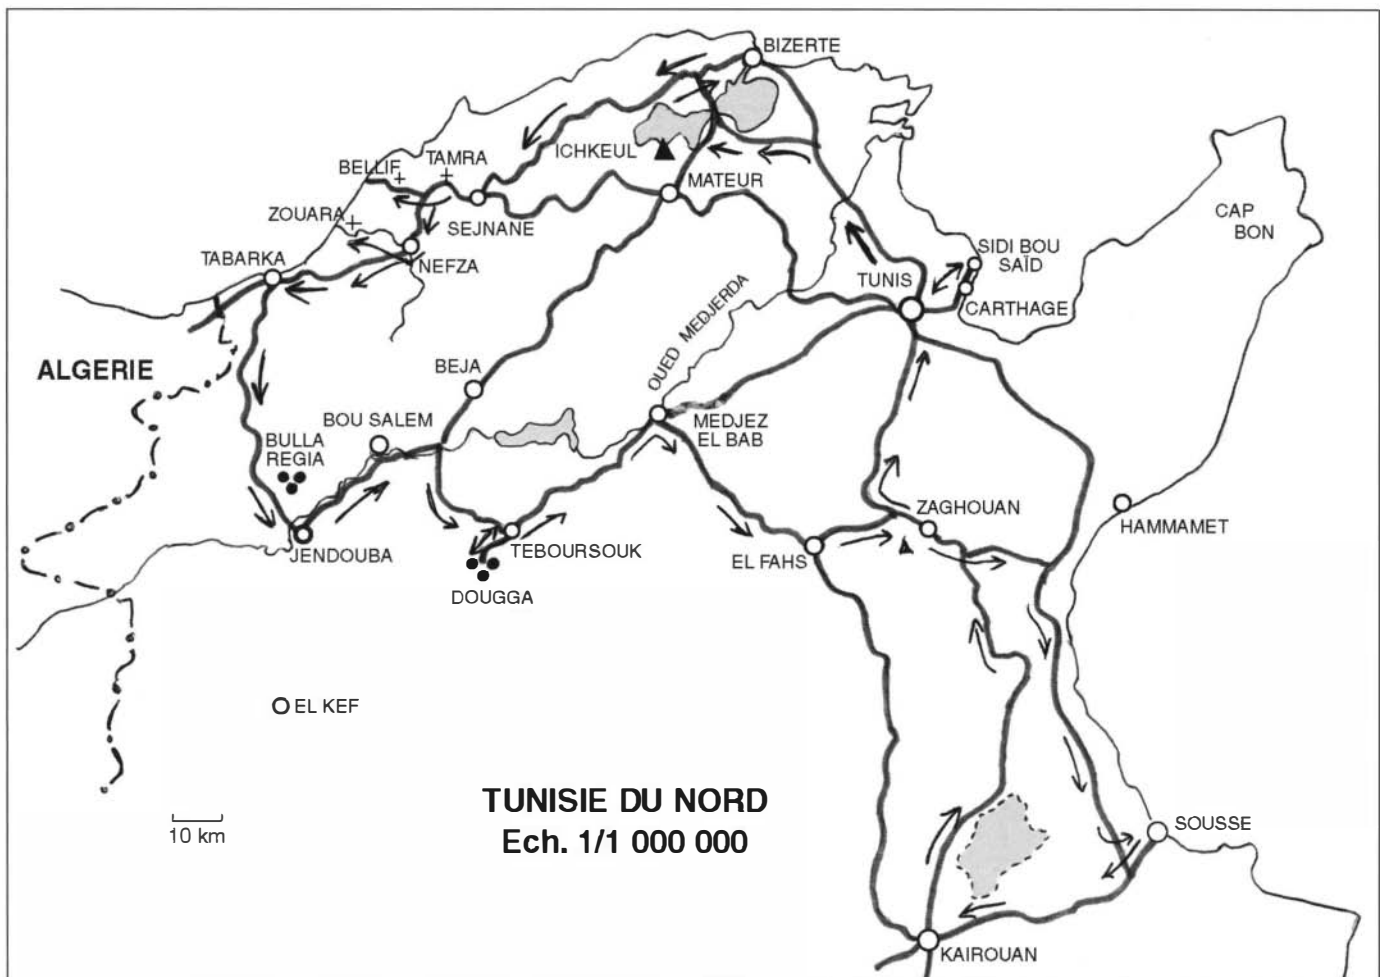 BIZERTE
ICHKEUL
TAMRA
BELLIF
MATEUR
ZOUARA
SEJNANE
CAP
BON
TABARKA
NEFZA
SIDI BOU
SAÏD
TUNIS
CARTHAGE
OUED MEDJERDA
ALGERIE
BEJA
BOU SALEM
MEDJEZ
EL BAB
BULLA
REGIA
ZAGHOUAN
HAMMAMET
JENDOUBA
TEBOURSOUK
EL FAHS
DOUGGA
EL KEF
TUNISIE DU NORD
Ech. 1/1 000 000
10 km
SOUSSE
KAIROUAN